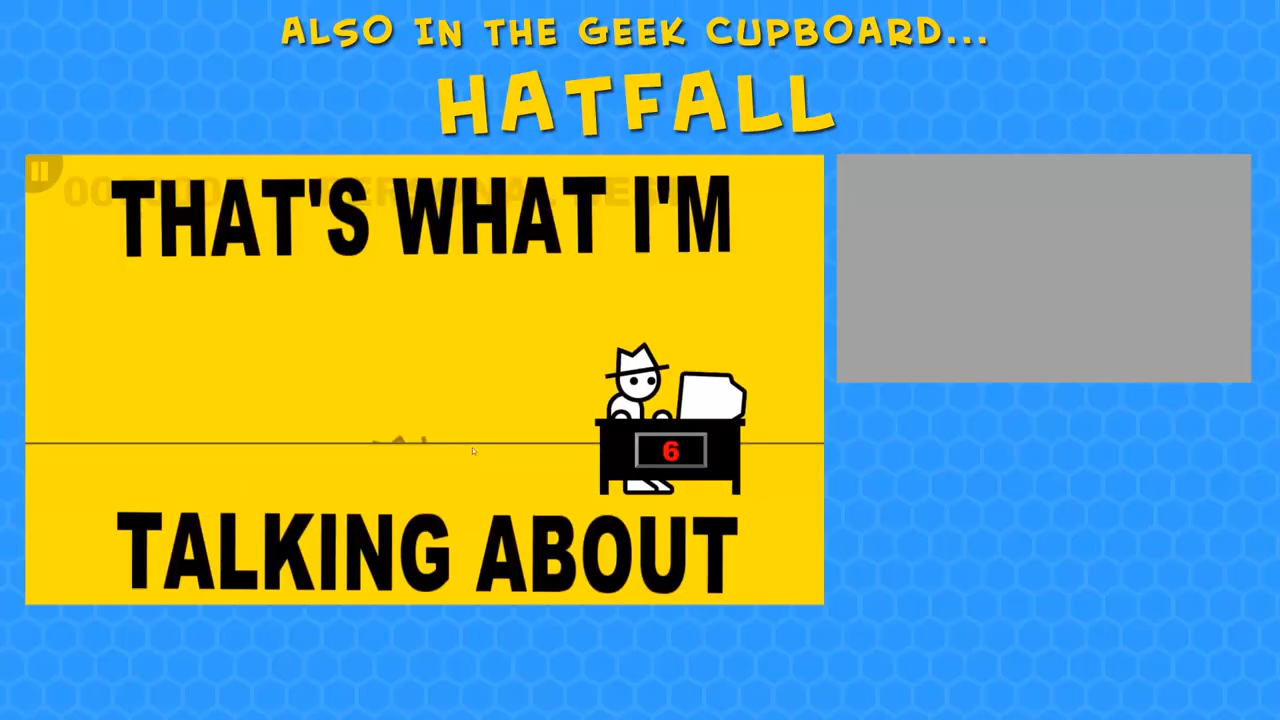 ALSO IN THE GEEK CUPBOARD...
HATFALL
THAT'S WHAT I'M
6
TALKING ABOUT